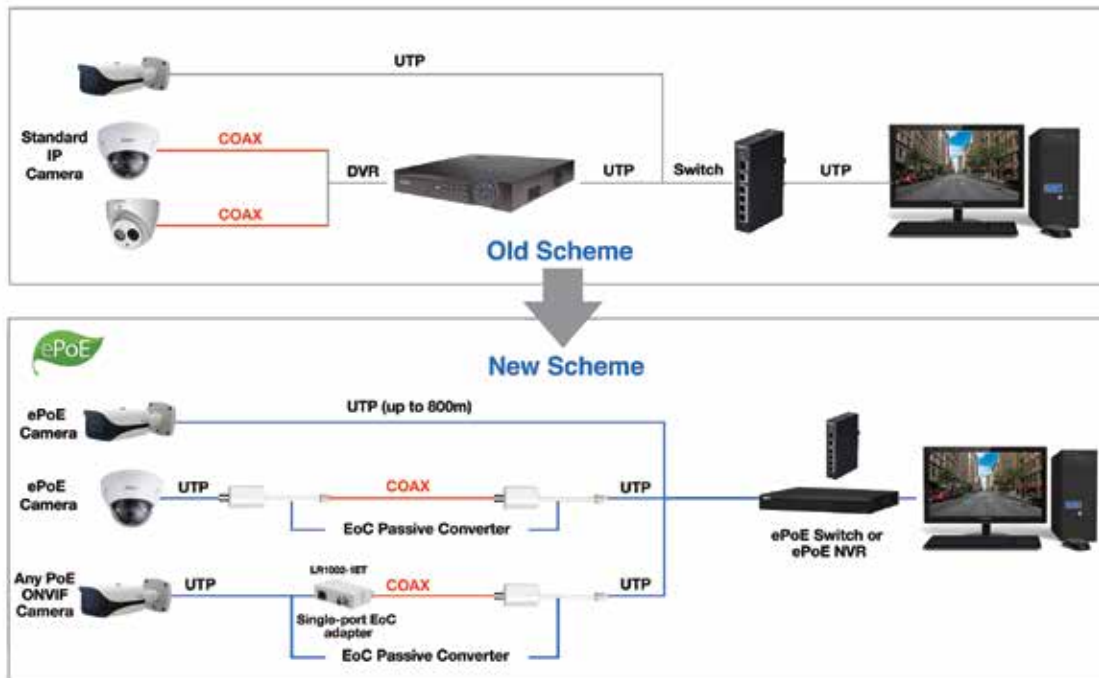 UTP
Standard
IP
Camera
COAX
COAX
DVR
UTP
Switch
UTP
Old Scheme
ePoE
New Scheme
ePoE
Camera
UTP (up to 800m)
ePoE
Camera
UTP
COAX
UTP
EoC Passive Converter
ePoE Switch or
ePoE NVR
Any PoE
ONVIF
Camera
UTP
LR1002-1ET
COAX
UTP
Single-port EoC
adapter
EoC Passive Converter